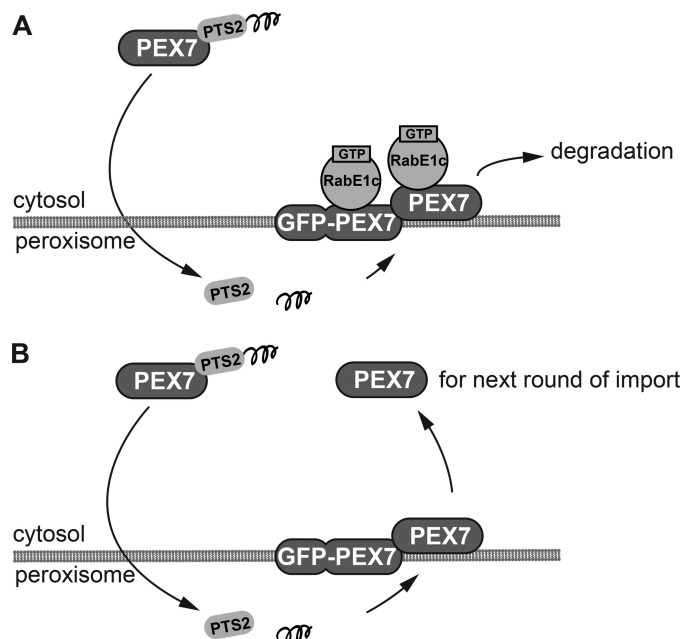 A
PEX7
PTS2
GTP
RabE1c
GTP
RabE1c
degradation
cytosol
peroxisome
GFP-PEX7
PEX7
PTS2
B
PEX7
PTS2
PEX7
for next round of import
cytosol
peroxisome
GFP-PEX7
PEX7
PTS2